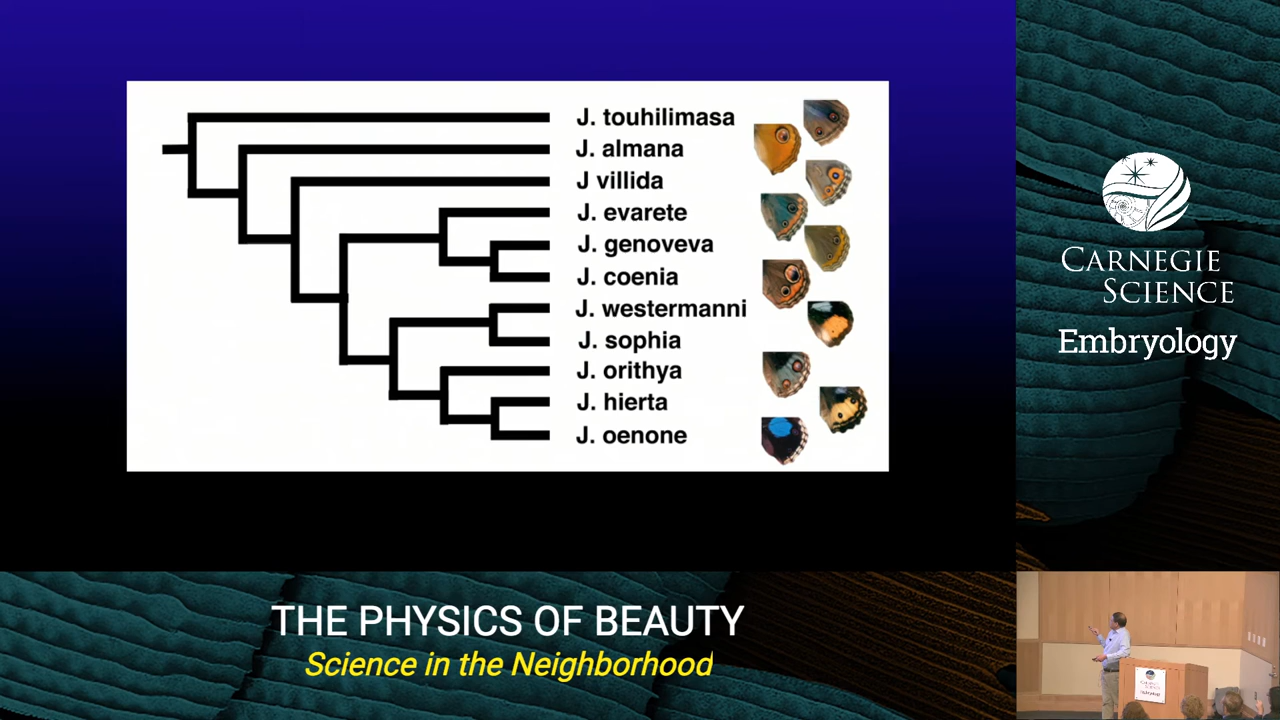 J. touhilimasa
J. almana
J villida
J. evarete
J. genoveva
J. coenia
J. westermanni
J. sophia
J. orithya
J. hierta
J. oenone
CARNEGIE
SCIENCE
Embryology
THE PHYSICS OF BEAUTY
Science in the Neighborhood